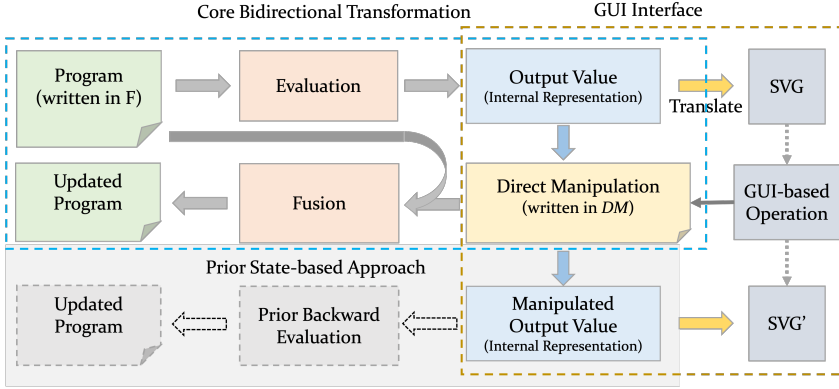 Core Bidirectional Transformation
GUI Interface
Program
(written in F)
Evaluation
Output Value
(Internal Representation)
Translate
SVG
Updated
Program
Fusion
Direct Manipulation
(written in DM)
GUI-based
Operation
Prior State-based Approach
Updated
Program
Prior Backward
Evaluation
Manipulated
Output Value
(Internal Representation)
SVG’